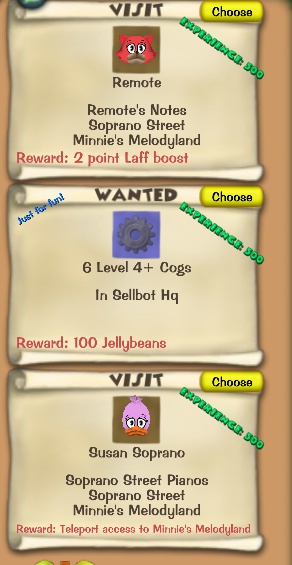 VISIT
Choose
EXPERIENCE: 300
Remote
Remote's Notes
Soprano Street
Minnie's Melodyland
Reward: 2 point Laff boost
WANTED
Choose
Just for fun!
EXPERIENCE: 300
6 Level 4+ Cogs
In Sellbot Hq
Reward: 100 Jellybeans
VISIT
Choose
EXPERIENCE: 300
Susan Soprano
Soprano Street Pianos
Soprano Street
Minnie's Melodyland
Reward: Teleport access to Minnie's Melodyland